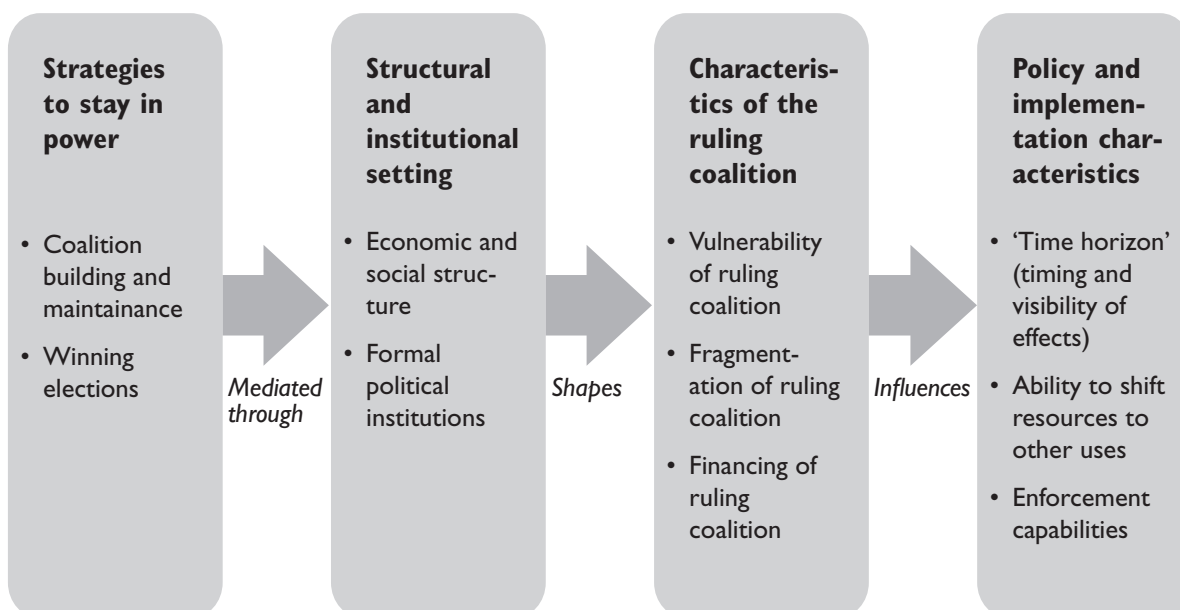 Strategies
to stay in
power
• Coalition
building and
maintainance
• Winning
elections
Mediated
through
Structural
and
institutional
setting
• Economic and
social struc-
ture
• Formal
political
institutions
Shapes
Characteris-
tics of the
ruling
coalition
• Vulnerability
of ruling
coalition
• Fragment-
ation of ruling
coalition
• Financing of
ruling
coalition
Influences
Policy and
implemen-
tation char-
acteristics
• ‘Time horizon’
(timing and
visibility of
effects)
• Ability to shift
resources to
other uses
• Enforcement
capabilities